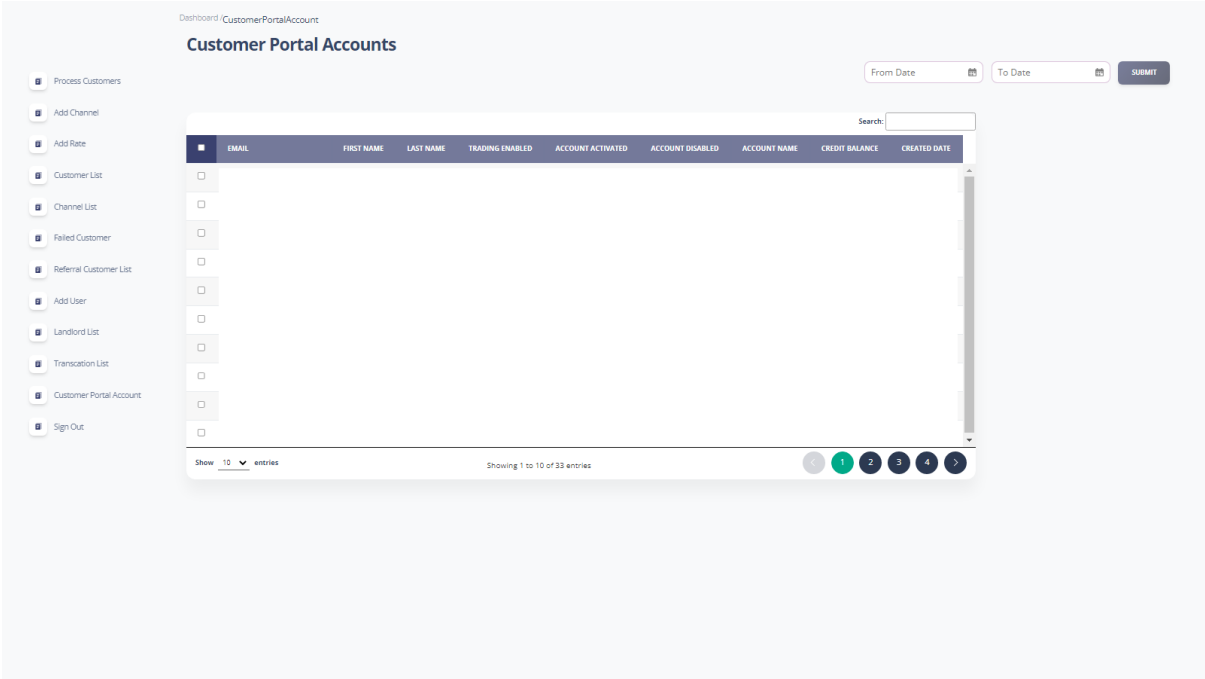 Dashboard /CustomerPortalAccount
Customer Portal Accounts
From Date
To Date
SUBMIT
Process Customers
Add Channel
Add Rate
Customer List
Channel List
Failed Customer
Referral Customer List
Add User
Landlord List
Transcation List
Customer Portal Account
Sign Out
Search:
EMAIL FIRST NAME LAST NAME TRADING ENABLED ACCOUNT ACTIVATED ACCOUNT DISABLED ACCOUNT NAME CREDIT BALANCE CREATED DATE
Show 10 entries
Showing 1 to 10 of 33 entries
1 2 3 4